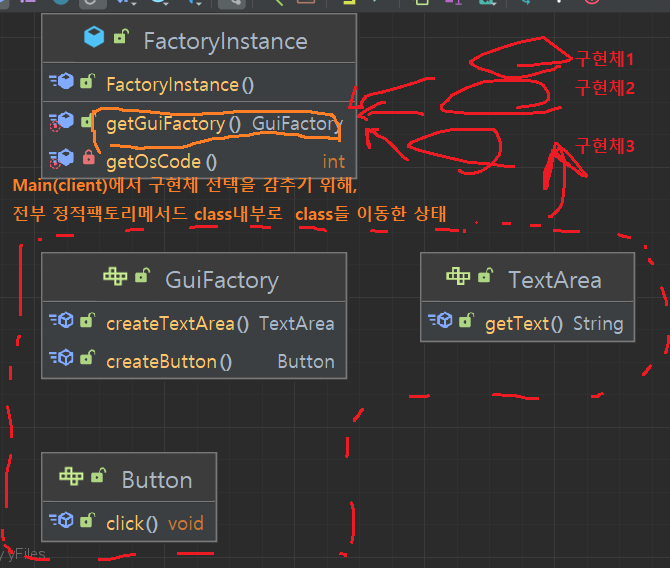 FactoryInstance
구현체1
FactoryInstance()
구현체2
getGuiFactory() GuiFactory
getOsCode() int
구현체3
Main(client)에서 구현체 선택을 감추기 위해,
전부 정적팩토리메서드 class내부로 class들 이동한 상태
GuiFactory
TextArea
createTextArea() TextArea
getText() String
createButton() Button
Button
click() void
yFiles